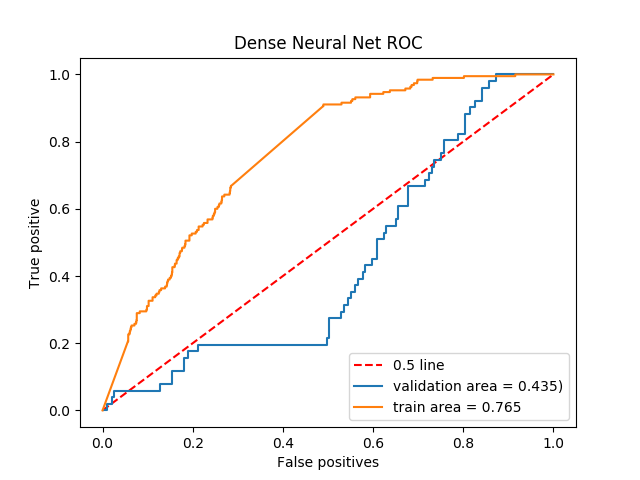 Dense Neural Net ROC
1.0
0.8
0.6
0.4
0.2
0.0
True positive
0.0 0.2 0.4 0.6 0.8 1.0
False positives
0.5 line
validation area = 0.435)
train area = 0.765